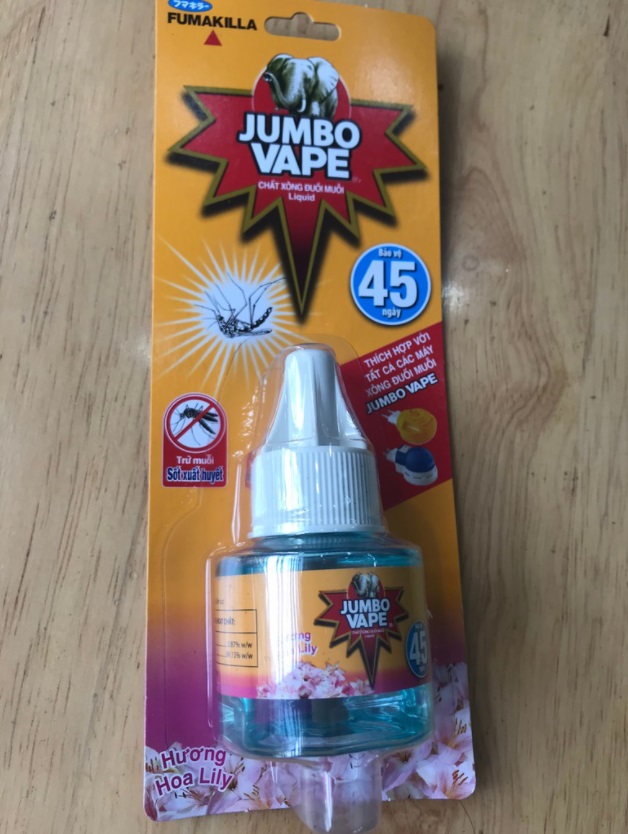 フマキラー
FUMAKILLA
JUMBO
VAPE
CHẤT XÔNG ĐUỔI MUỖI
Liquid
Bảo vệ
45
ngày
THÍCH HỢP VỚI
TẤT CẢ CÁC MÁY
XÔNG ĐUỔI MUỖI
JUMBO VAPE
Trừ muỗi
Sốt xuất huyết
JUMBO
VAPE
45
Hương
Hoa Lily
% w/w
% w/w
Hương
Hoa Lily